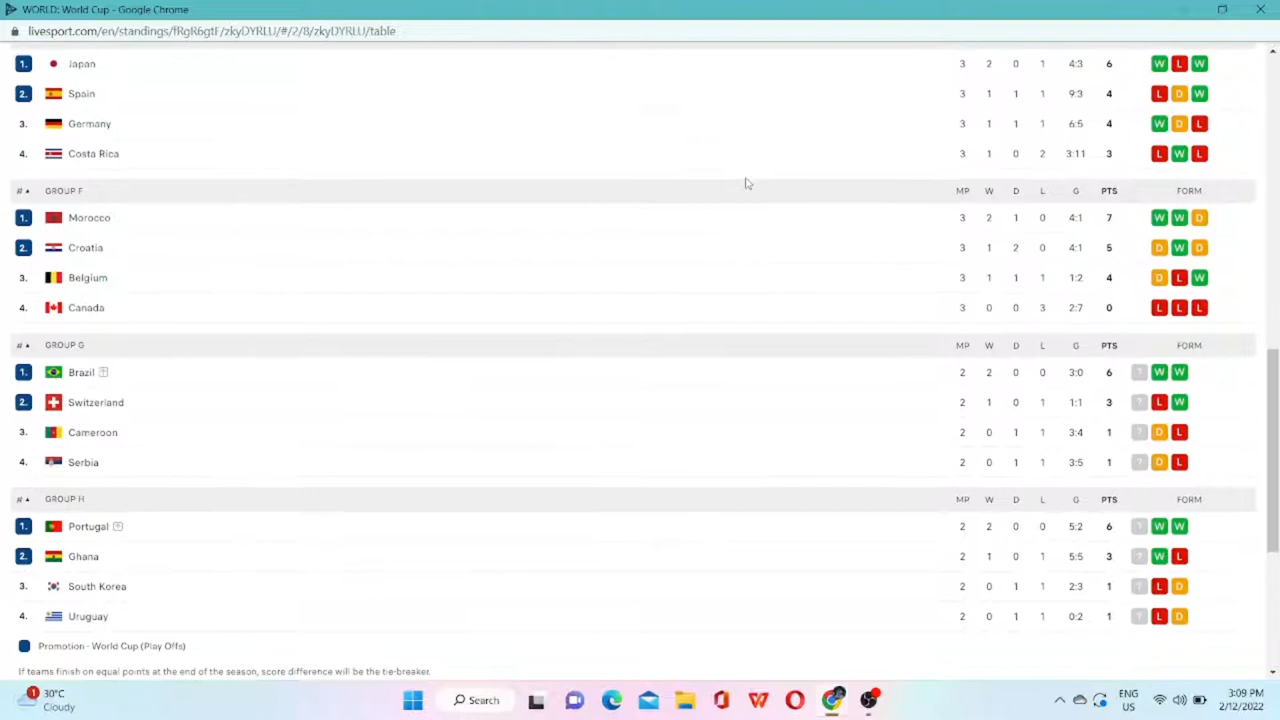 WORLD: World Cup - Google Chrome
livesport.com/en/standings/fRgR6gtF/zkyDYRLU/#/2/8/zkyDYRLU/table
1. Japan 3 2 0 1 4:3 6 W L W
2. Spain 3 1 1 1 9:3 4 L D W
3. Germany 3 1 1 1 6:5 4 W D L
4. Costa Rica 3 1 0 2 3:11 3 L W L
# GROUP F MP W D L G PTS FORM
1. Morocco 3 2 1 0 4:1 7 W W D
2. Croatia 3 1 2 0 4:1 5 D W D
3. Belgium 3 1 1 1 1:2 4 D L W
4. Canada 3 0 0 3 2:7 0 L L L
# GROUP G MP W D L G PTS FORM
1. Brazil 2 2 0 0 3:0 6 ? W W
2. Switzerland 2 1 0 1 1:1 3 ? L W
3. Cameroon 2 0 1 1 3:4 1 ? D L
4. Serbia 2 0 1 1 3:5 1 ? D L
# GROUP H MP W D L G PTS FORM
1. Portugal 2 2 0 0 5:2 6 ? W W
2. Ghana 2 1 0 1 5:5 3 ? W L
3. South Korea 2 0 1 1 2:3 1 ? L D
4. Uruguay 2 0 1 1 0:2 1 ? L D
Promotion - World Cup (Play Offs)
If teams finish on equal points at the end of the season, score difference will be the tie-breaker.
1 30°C
Cloudy
Search
ENG
US
3:09 PM
2/12/2022